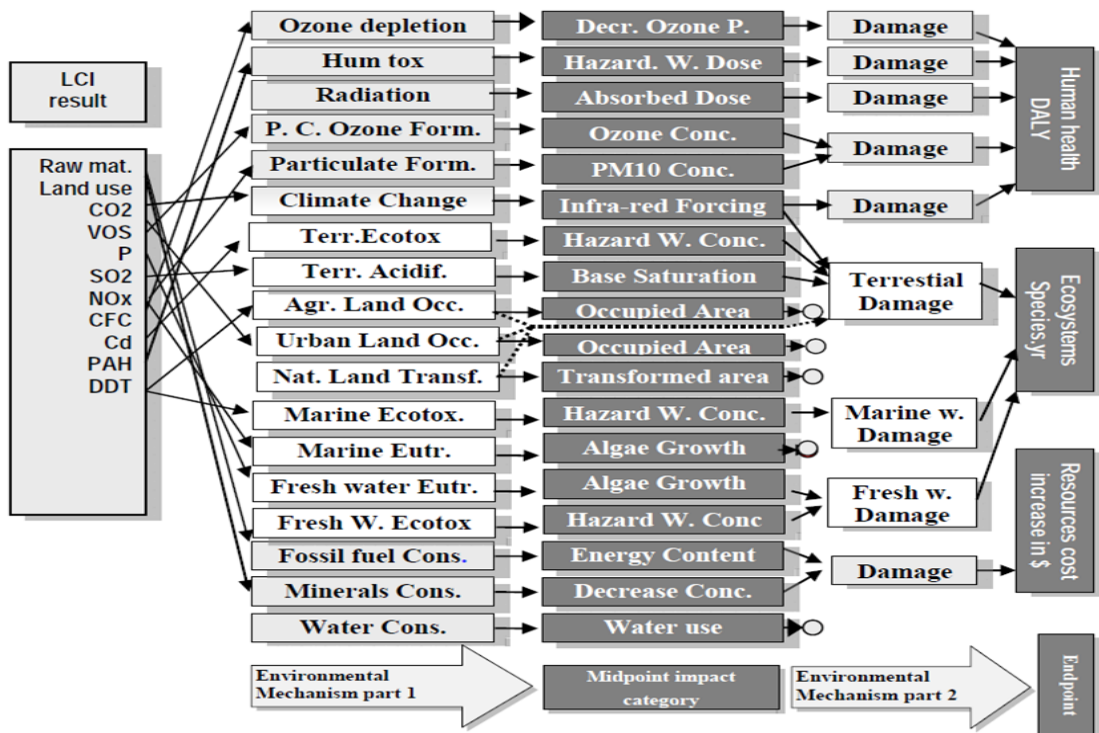 LCI
result
Raw mat.
Land use
CO2
VOS
P
SO2
NOx
CFC
Cd
PAH
DDT
Ozone depletion
Hum tox
Radiation
P. C. Ozone Form.
Particulate Form.
Climate Change
Terr.Ecotox
Terr. Acidif.
Agr. Land Occ.
Urban Land Occ.
Nat. Land Transf.
Marine Ecotox.
Marine Eutr.
Fresh water Eutr.
Fresh W. Ecotox
Fossil fuel Cons.
Minerals Cons.
Water Cons.
Decr. Ozone P.
Hazard. W. Dose
Absorbed Dose
Ozone Conc.
PM10 Conc.
Infra-red Forcing
Hazard W. Conc.
Base Saturation
Occupied Area
Occupied Area
Transformed area
Hazard W. Conc.
Algae Growth
Algae Growth
Hazard W. Conc
Energy Content
Decrease Conc.
Water use
Damage
Damage
Damage
Damage
Damage
Terrestial
Damage
Marine w.
Damage
Fresh w.
Damage
Damage
Human health
DALY
Ecosystems
Species.yr
Resources cost
increase in $
Environmental
Mechanism part 1
Midpoint impact
category
Environmental
Mechanism part 2
Endpoint